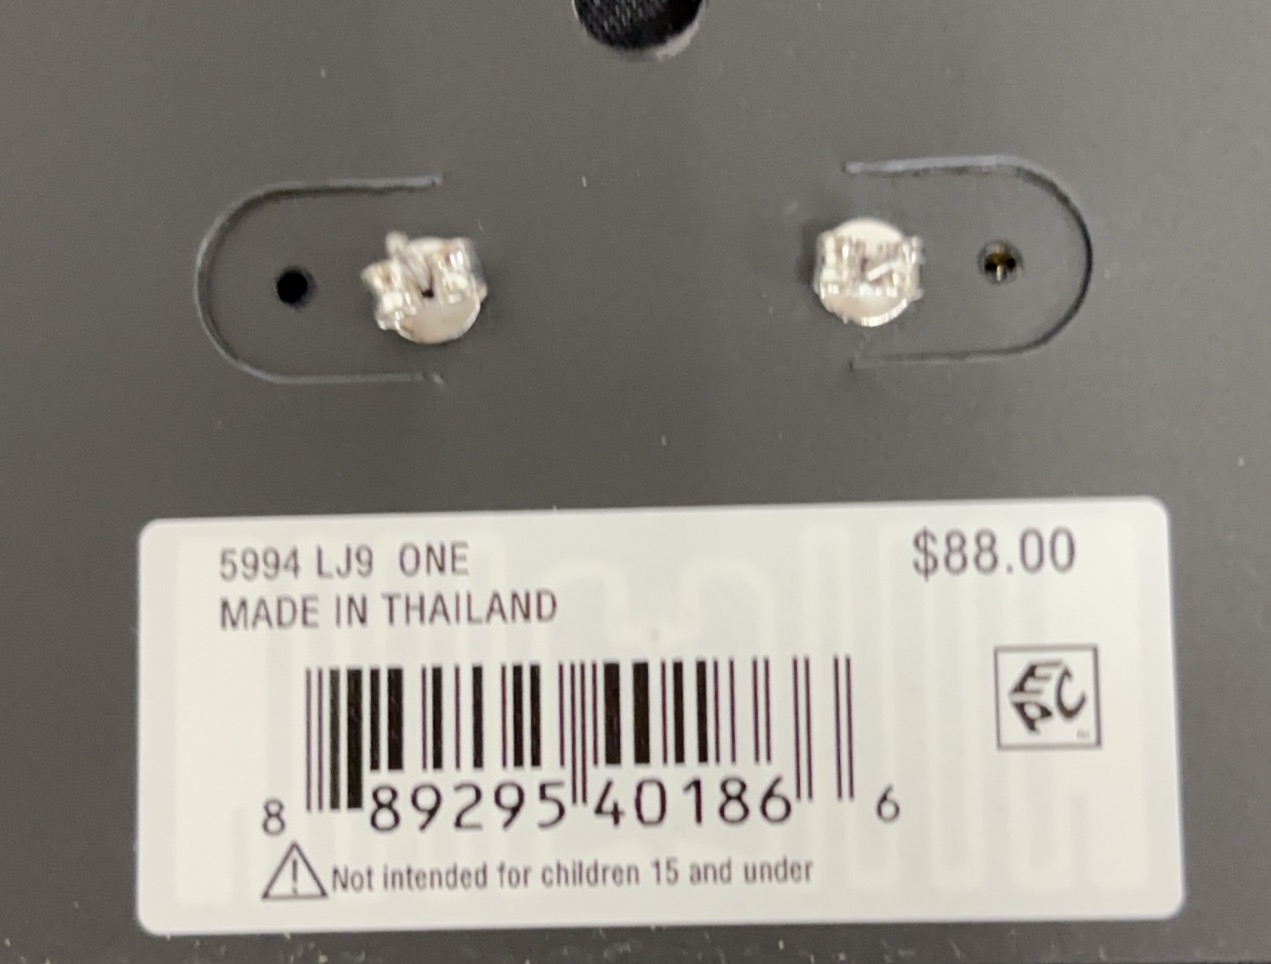 5994 LJ9 ONE
$88.00
MADE IN THAILAND
EPC
8 89295 40186 6
Not intended for children 15 and under